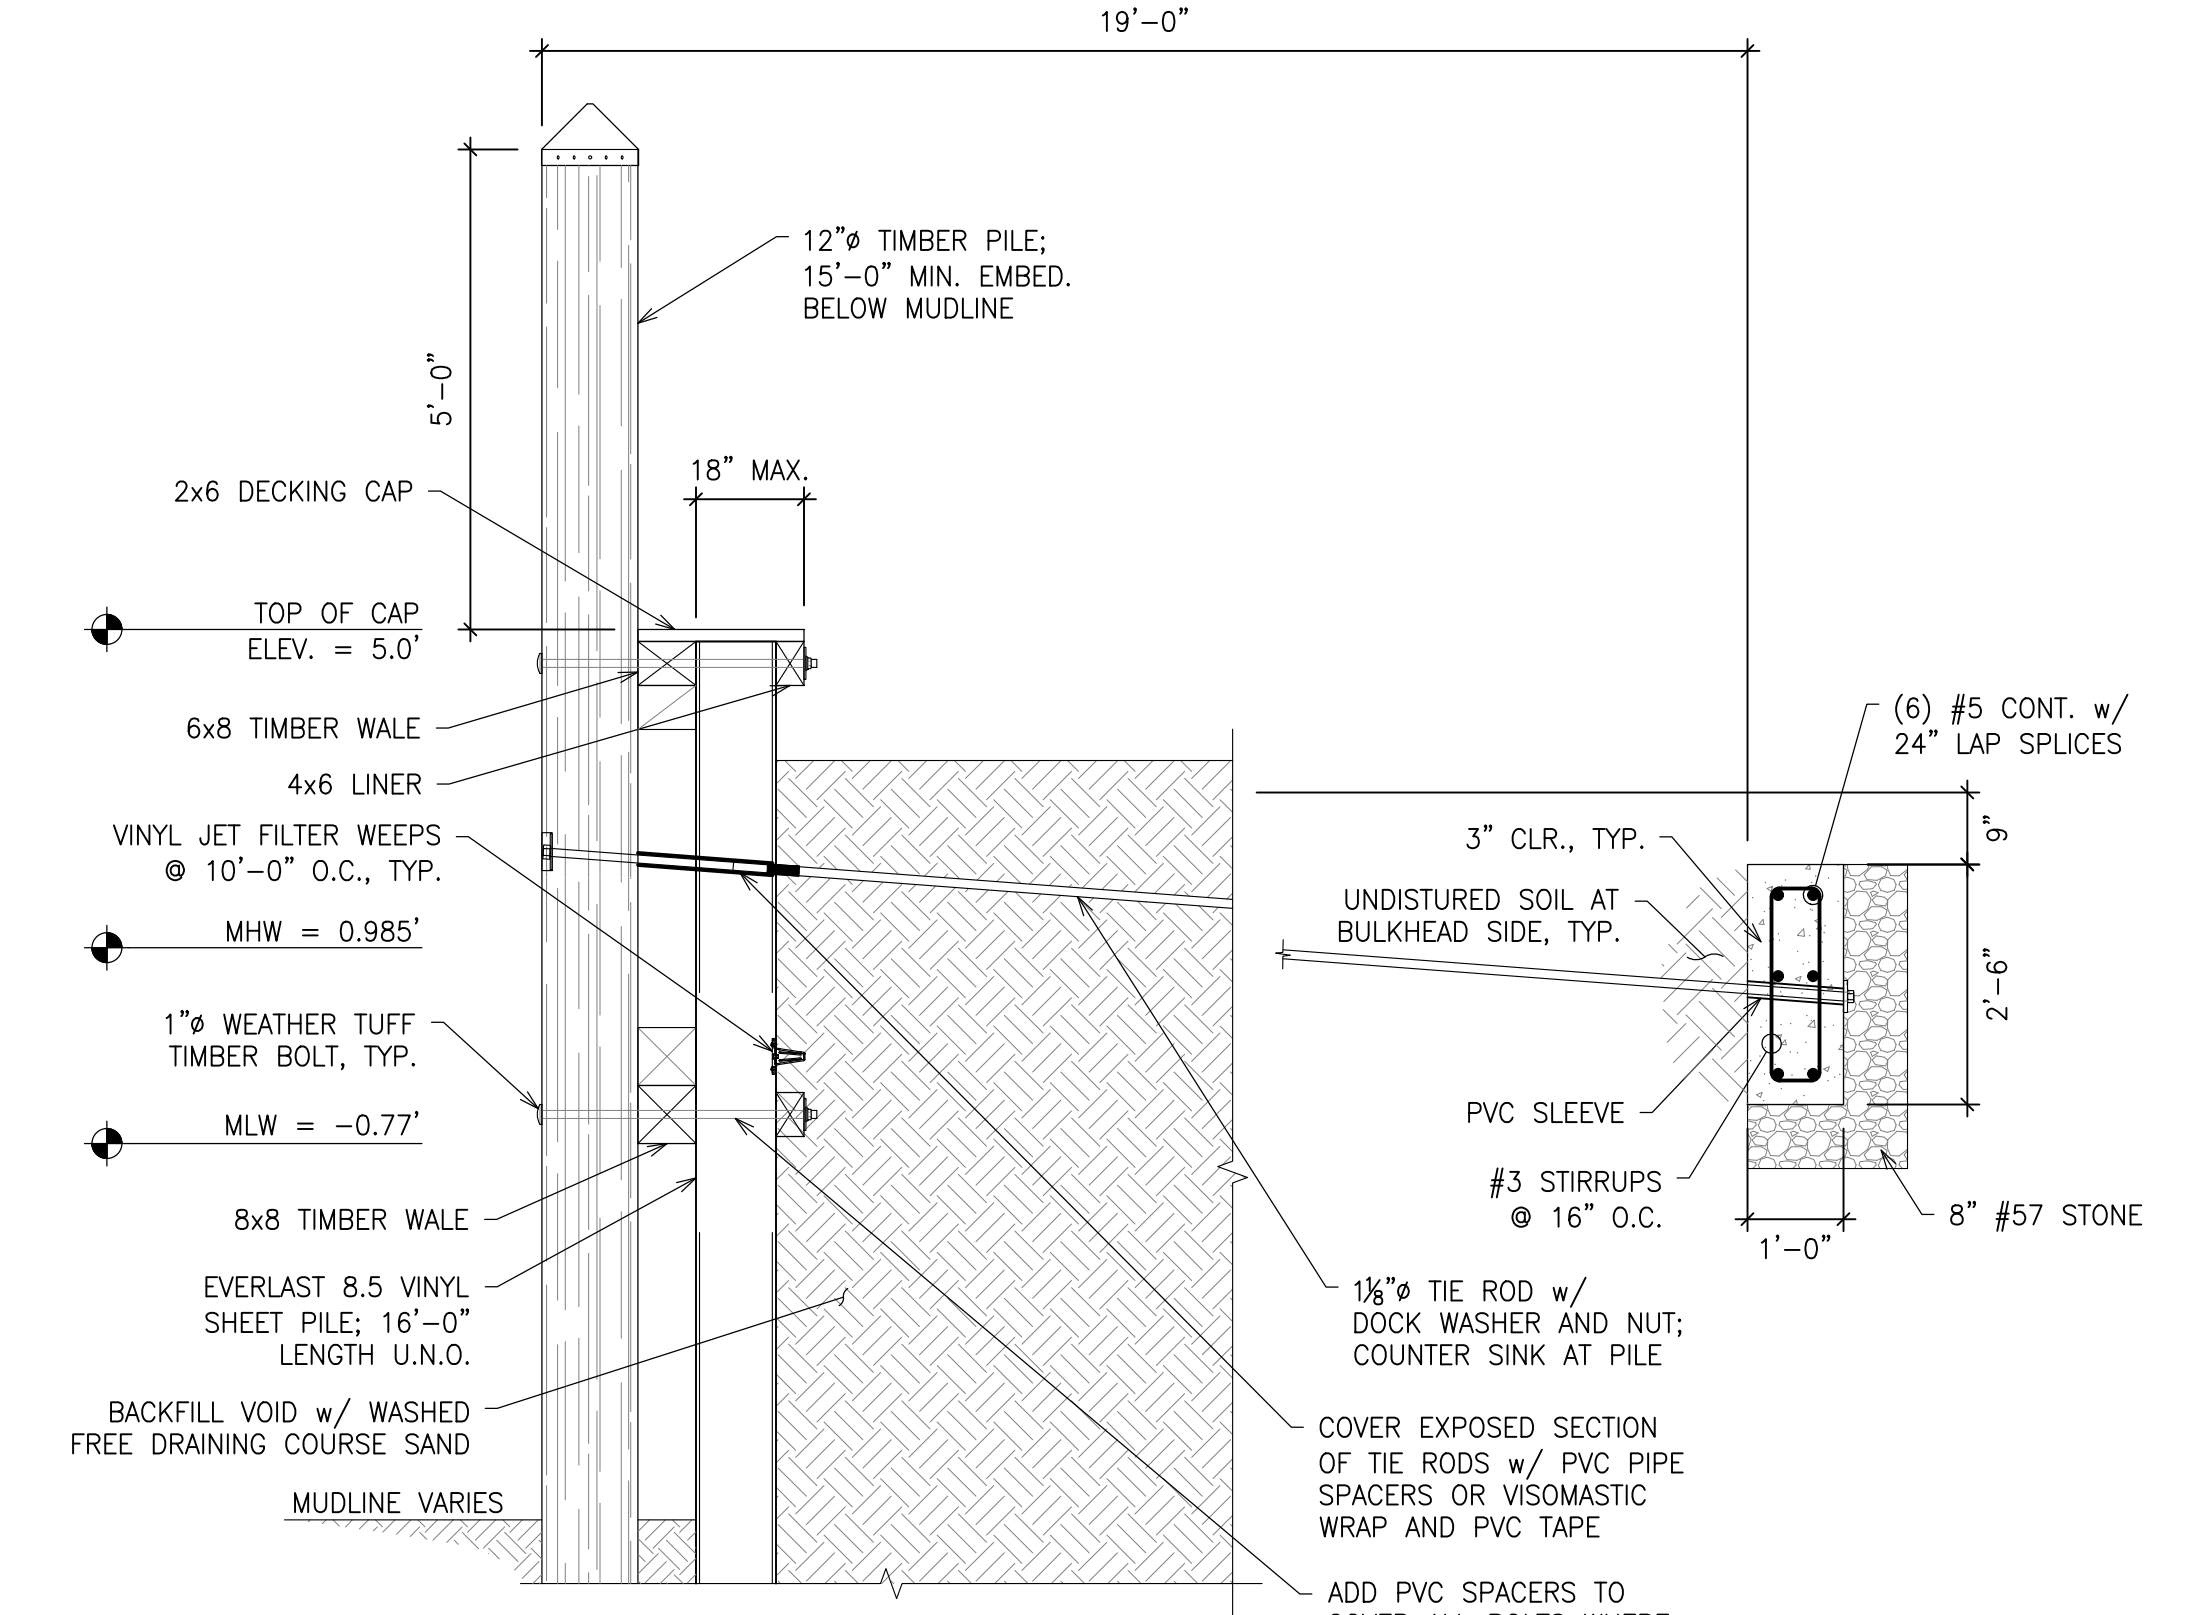 19'-0"
12"ø TIMBER PILE;
15'-0" MIN. EMBED.
BELOW MUDLINE
5'-0"
18" MAX.
2x6 DECKING CAP
TOP OF CAP
ELEV. = 5.0'
6x8 TIMBER WALE
4x6 LINER
VINYL JET FILTER WEEPS
@ 10'-0" O.C., TYP.
MHW = 0.985'
1"ø WEATHER TUFF
TIMBER BOLT, TYP.
MLW = -0.77'
8x8 TIMBER WALE
EVERLAST 8.5 VINYL
SHEET PILE; 16'-0"
LENGTH U.N.O.
BACKFILL VOID w/ WASHED
FREE DRAINING COURSE SAND
MUDLINE VARIES
(6) #5 CONT. w/
24" LAP SPLICES
3" CLR., TYP.
9"
UNDISTURED SOIL AT
BULKHEAD SIDE, TYP.
2'-6"
PVC SLEEVE
#3 STIRRUPS
@ 16" O.C.
8" #57 STONE
1'-0"
1⅛"ø TIE ROD w/
DOCK WASHER AND NUT;
COUNTER SINK AT PILE
COVER EXPOSED SECTION
OF TIE RODS w/ PVC PIPE
SPACERS OR VISOMASTIC
WRAP AND PVC TAPE
ADD PVC SPACERS TO